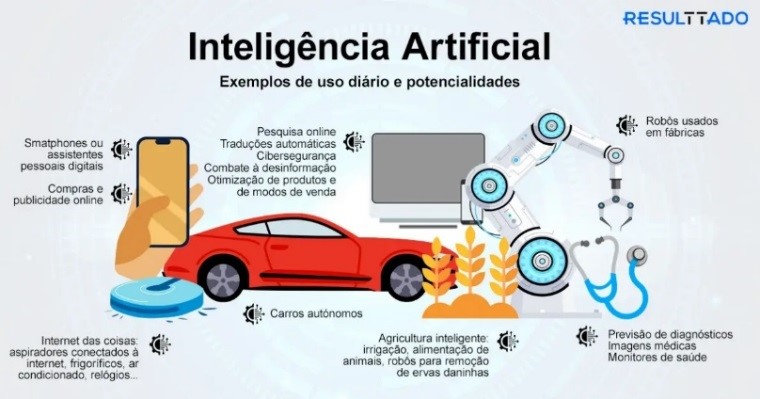 RESULTTADO
Inteligência Artificial
Exemplos de uso diário e potencialidades
Smatphones ou
assistentes
pessoais digitais
Compras e
publicidade online
Pesquisa online
Traduções automáticas
Cibersegurança
Combate à desinformação
Otimização de produtos e
de modos de venda
Robôs usados
em fábricas
Carros autónomos
Internet das coisas:
aspiradores conectados à
internet, frigoríficos, ar
condicionado, relógios...
Agricultura inteligente:
irrigação, alimentação de
animais, robôs para remoção
de ervas daninhas
Previsão de diagnósticos
Imagens médicas
Monitores de saúde